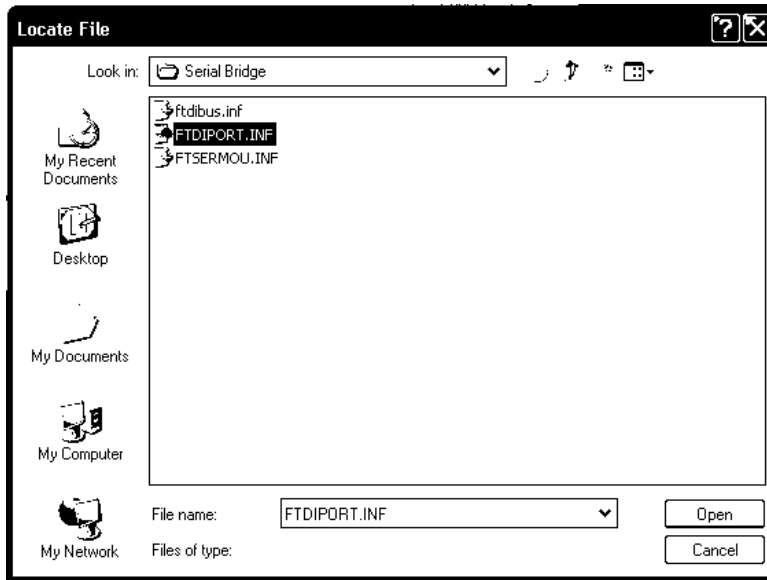 Locate File
Look in: Serial Bridge
ftdibus.inf
FTDIPORT.INF
FTSERMOU.INF
My Recent
Documents
Desktop
My Documents
My Computer
My Network
File name: FTDIPORT.INF
Open
Files of type:
Cancel